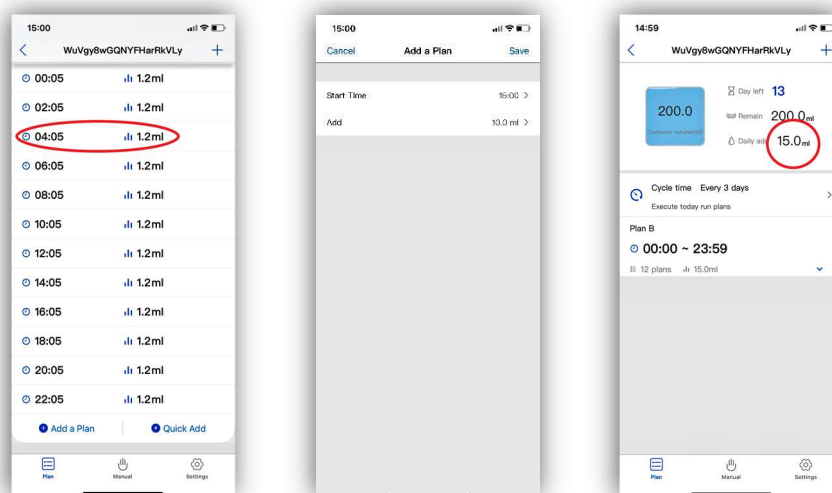 15:00
WuVgy8wGQNYFHarRkVLy +
00:05 1.2ml
02:05 1.2ml
04:05 1.2ml
06:05 1.2ml
08:05 1.2ml
10:05 1.2ml
12:05 1.2ml
14:05 1.2ml
16:05 1.2ml
18:05 1.2ml
20:05 1.2ml
22:05 1.2ml
Add a Plan Quick Add
Plan Manual Settings
15:00
Cancel Add a Plan Save
Start Time 15:00 >
Add 10.0 ml >
14:59
WuVgy8wGQNYFHarRkVLy +
Day left 13
200.0
Remain 200.0ml
Daily add 15.0ml
Cycle time Every 3 days >
Execute today run plans
Plan B
00:00 ~ 23:59
12 plans 15.0ml
Plan Manual Settings